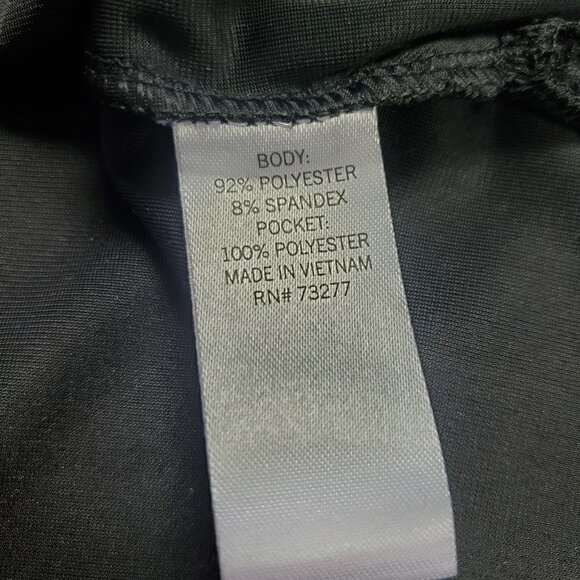 BODY:
92% POLYESTER
8% SPANDEX
POCKET:
100% POLYESTER
MADE IN VIETNAM
RN# 73277